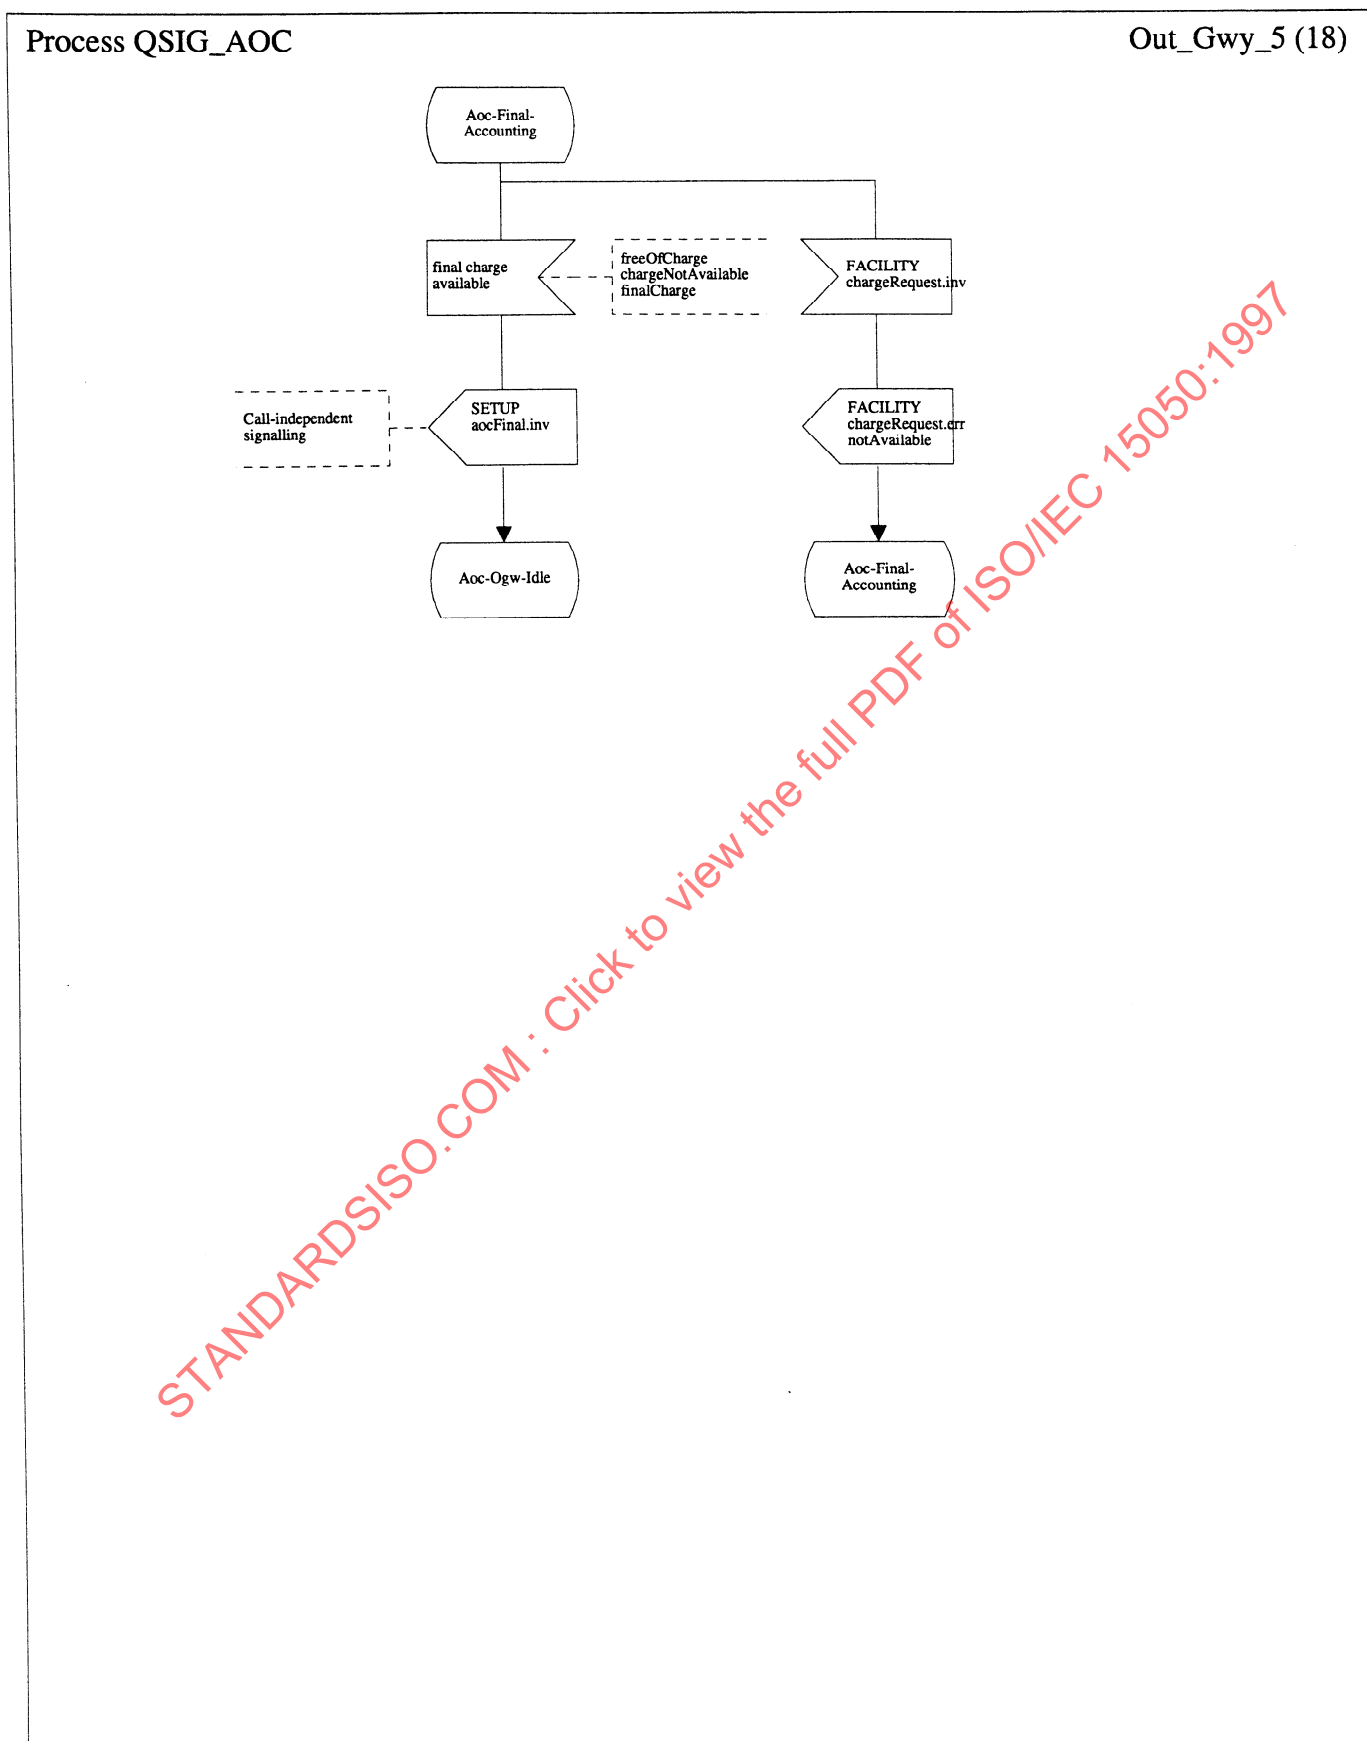 Process QSIG_AOC
Out_Gwy_5 (18)
Aoc-Final-
Accounting
final charge
available
freeOfCharge
chargeNotAvailable
finalCharge
FACILITY
chargeRequest.inv
Call-independent
signalling
SETUP
aocFinal.inv
FACILITY
chargeRequest.err
notAvailable
Aoc-Ogw-Idle
Aoc-Final-
Accounting
STANDARDSISO.COM : Click to view the full PDF of ISO/IEC 15050:1997